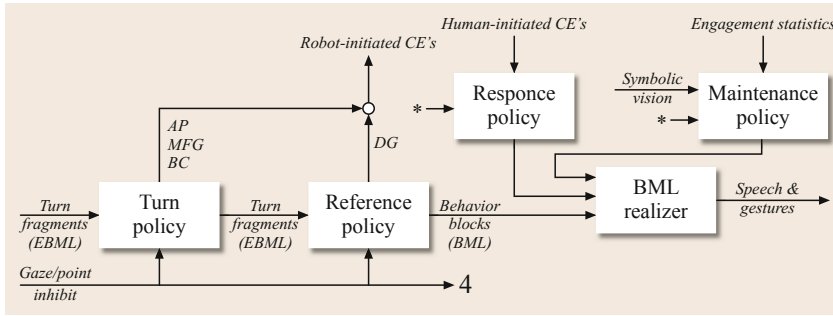 Human-initiated CE's
Engagement statistics
Robot-initiated CE's
Symbolic
vision
*
Responce
policy
*
Maintenance
policy
AP
MFG
BC
DG
Turn
fragments
(EBML)
Turn
policy
Turn
fragments
(EBML)
Reference
policy
Behavior
blocks
(BML)
BML
realizer
Speech &
gestures
Gaze/point
inhibit
4